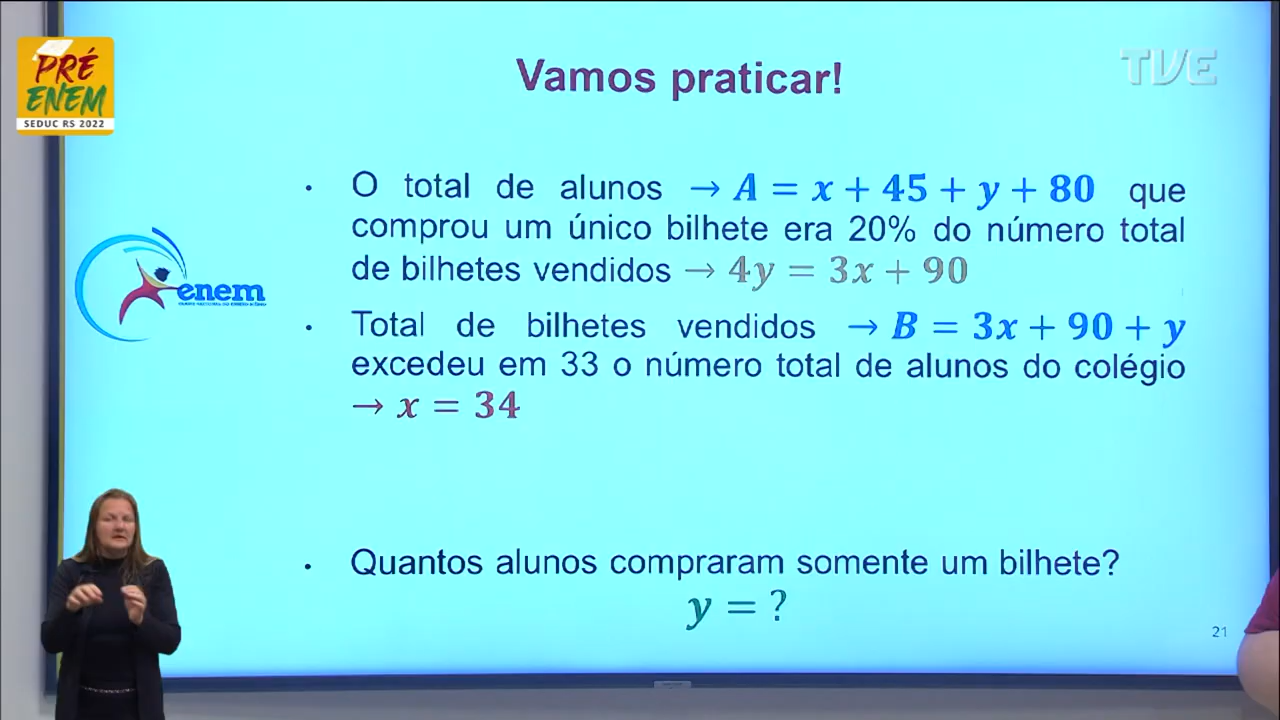 PRÉ
ENEM
SEDUC RS 2022
TVE
Vamos praticar!
• O total de alunos → A = x + 45 + y + 80 que
comprou um único bilhete era 20% do número total
de bilhetes vendidos → 4y = 3x + 90
• Total de bilhetes vendidos → B = 3x + 90 + y
excedeu em 33 o número total de alunos do colégio
→ x = 34
enem
• Quantos alunos compraram somente um bilhete?
y = ?
21